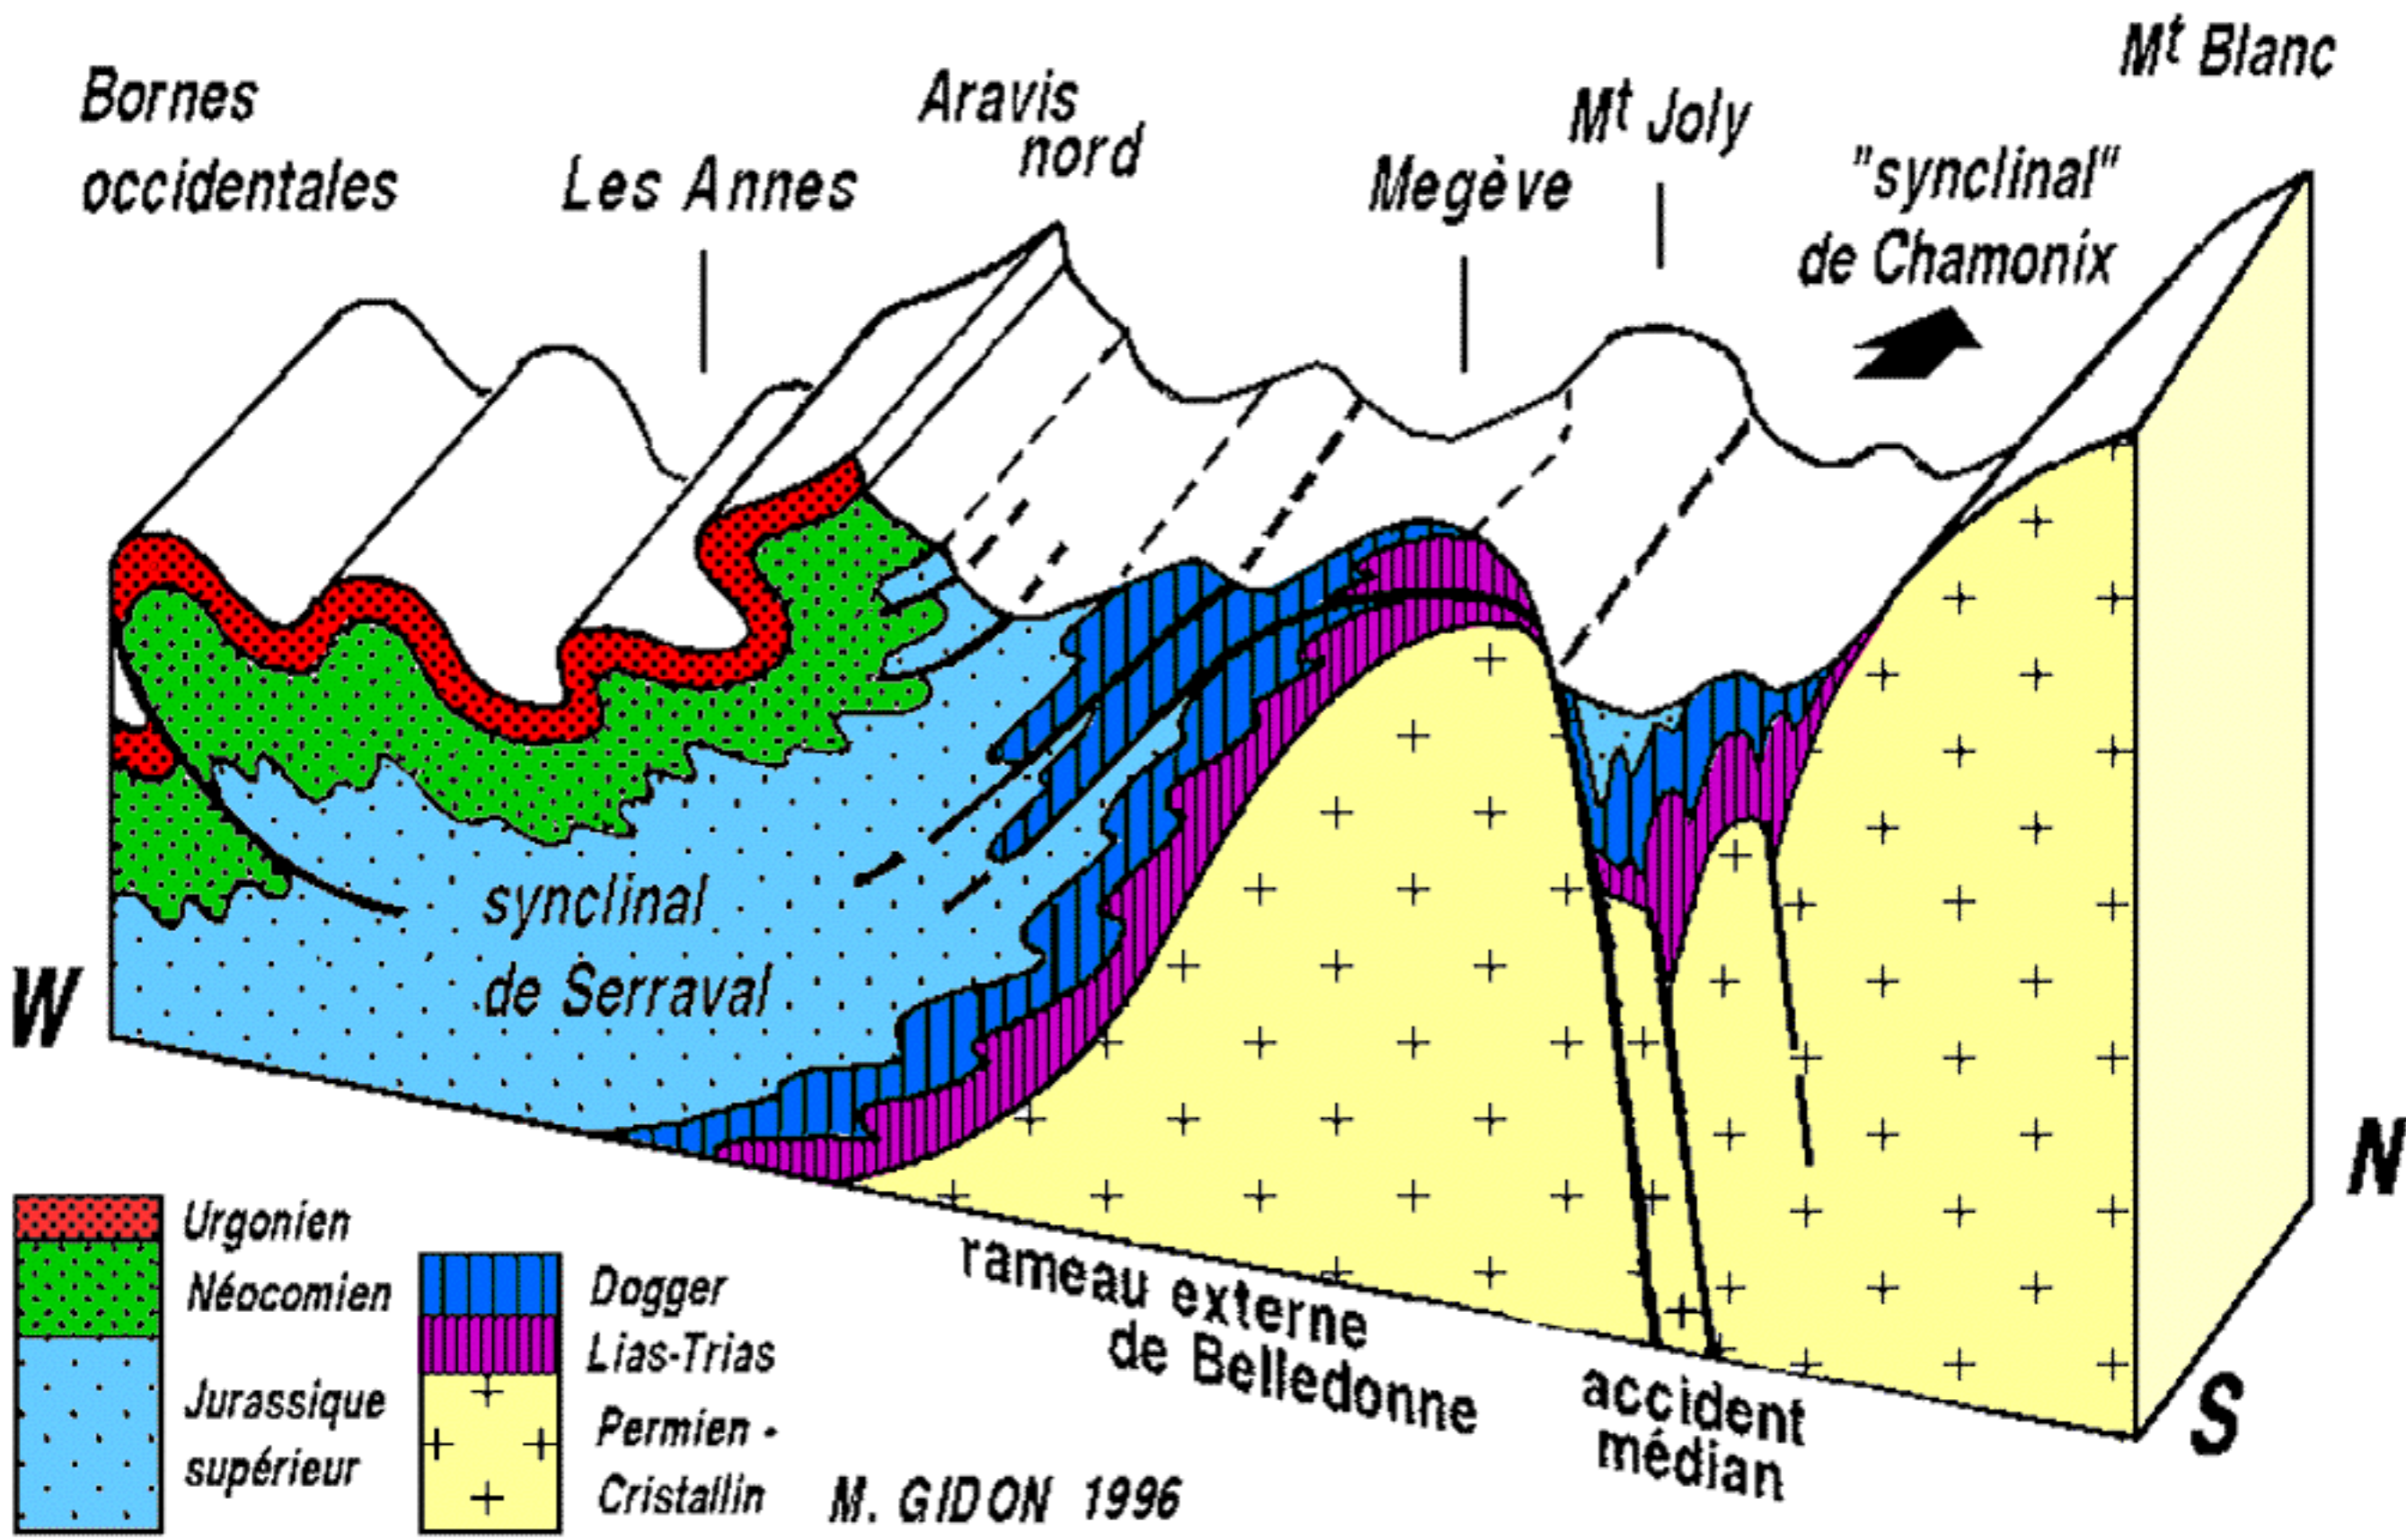 Bornes
occidentales
Les Annes
Aravis
nord
Megève
Mt Joly
"synclinal"
de Chamonix
Mt Blanc
synclinal
de Serraval
W
N
S
rameau externe
de Belledonne
accident
médian
Urgonien
Néocomien
Jurassique
supérieur
Dogger
Lias-Trias
Permien -
Cristallin
M. GIDON 1996